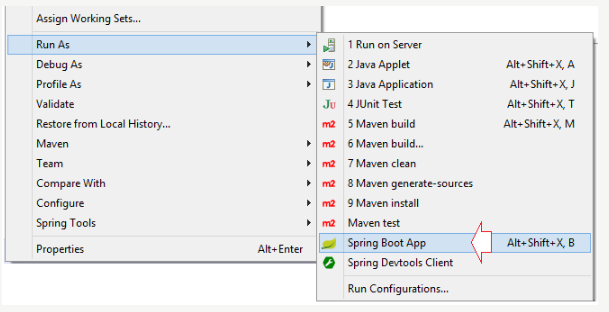 Assign Working Sets...
Run As
Debug As
Profile As
Validate
Restore from Local History...
Maven
Team
Compare With
Configure
Spring Tools
Properties Alt+Enter
1 Run on Server
2 Java Applet Alt+Shift+X, A
3 Java Application Alt+Shift+X, J
Ju 4 JUnit Test Alt+Shift+X, T
m2 5 Maven build Alt+Shift+X, M
m2 6 Maven build...
m2 7 Maven clean
m2 8 Maven generate-sources
m2 9 Maven install
m2 Maven test
Spring Boot App Alt+Shift+X, B
Spring Devtools Client
Run Configurations...